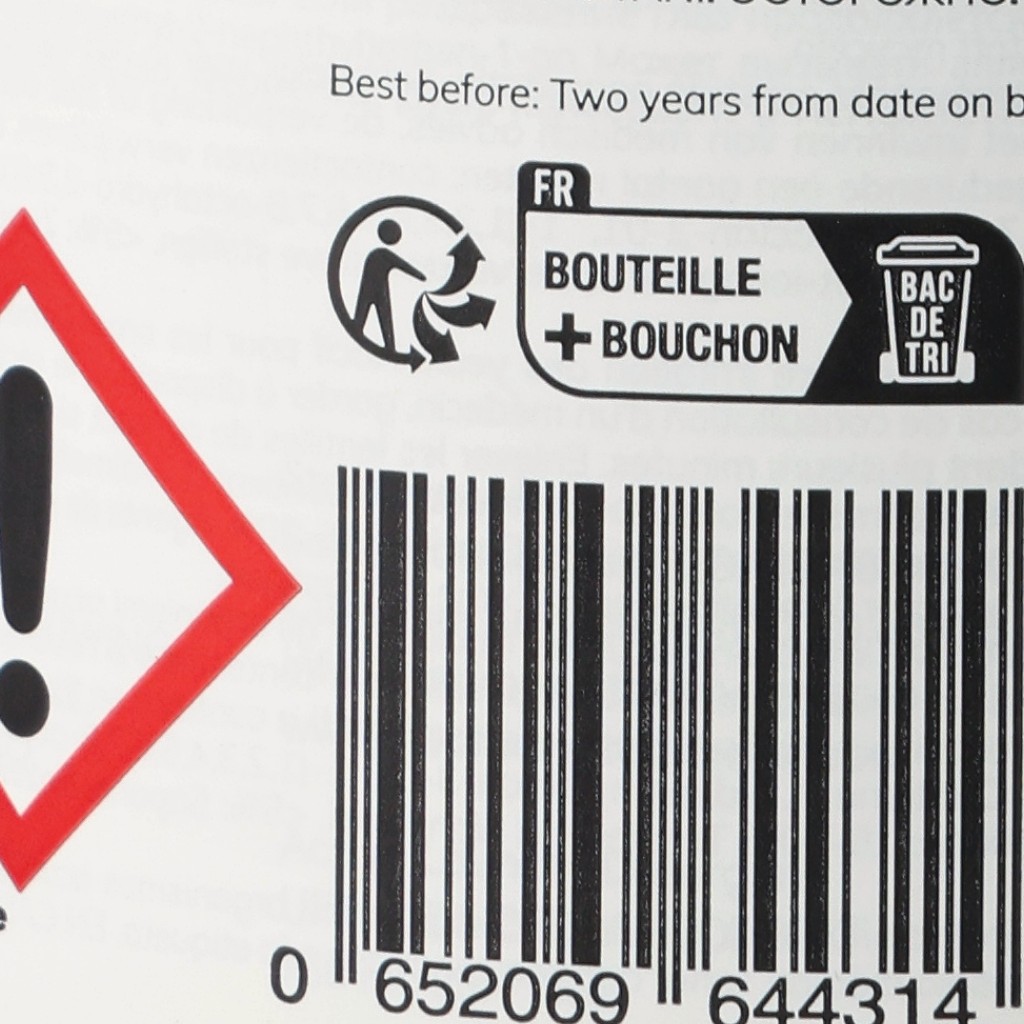 Best before: Two years from date on b
FR
BOUTEILLE
+ BOUCHON
BAC
DE
TRI
!
0 652069 644314